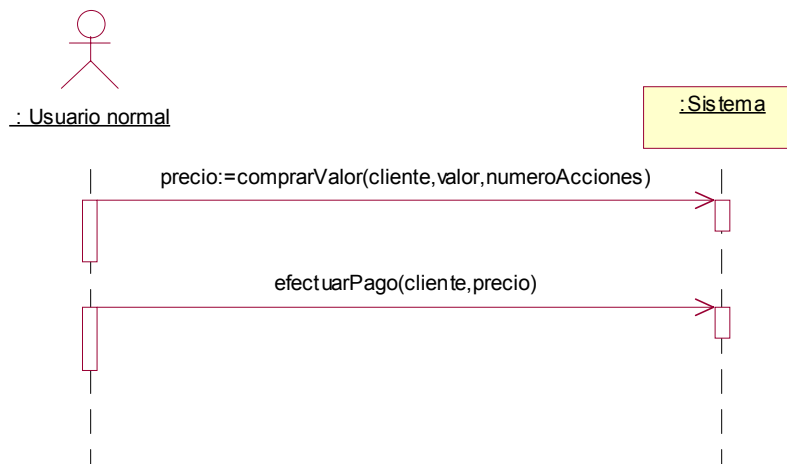 : Usuario normal
:Sistema
precio:=comprarValor(cliente,valor,numeroAcciones)
efectuarPago(cliente,precio)